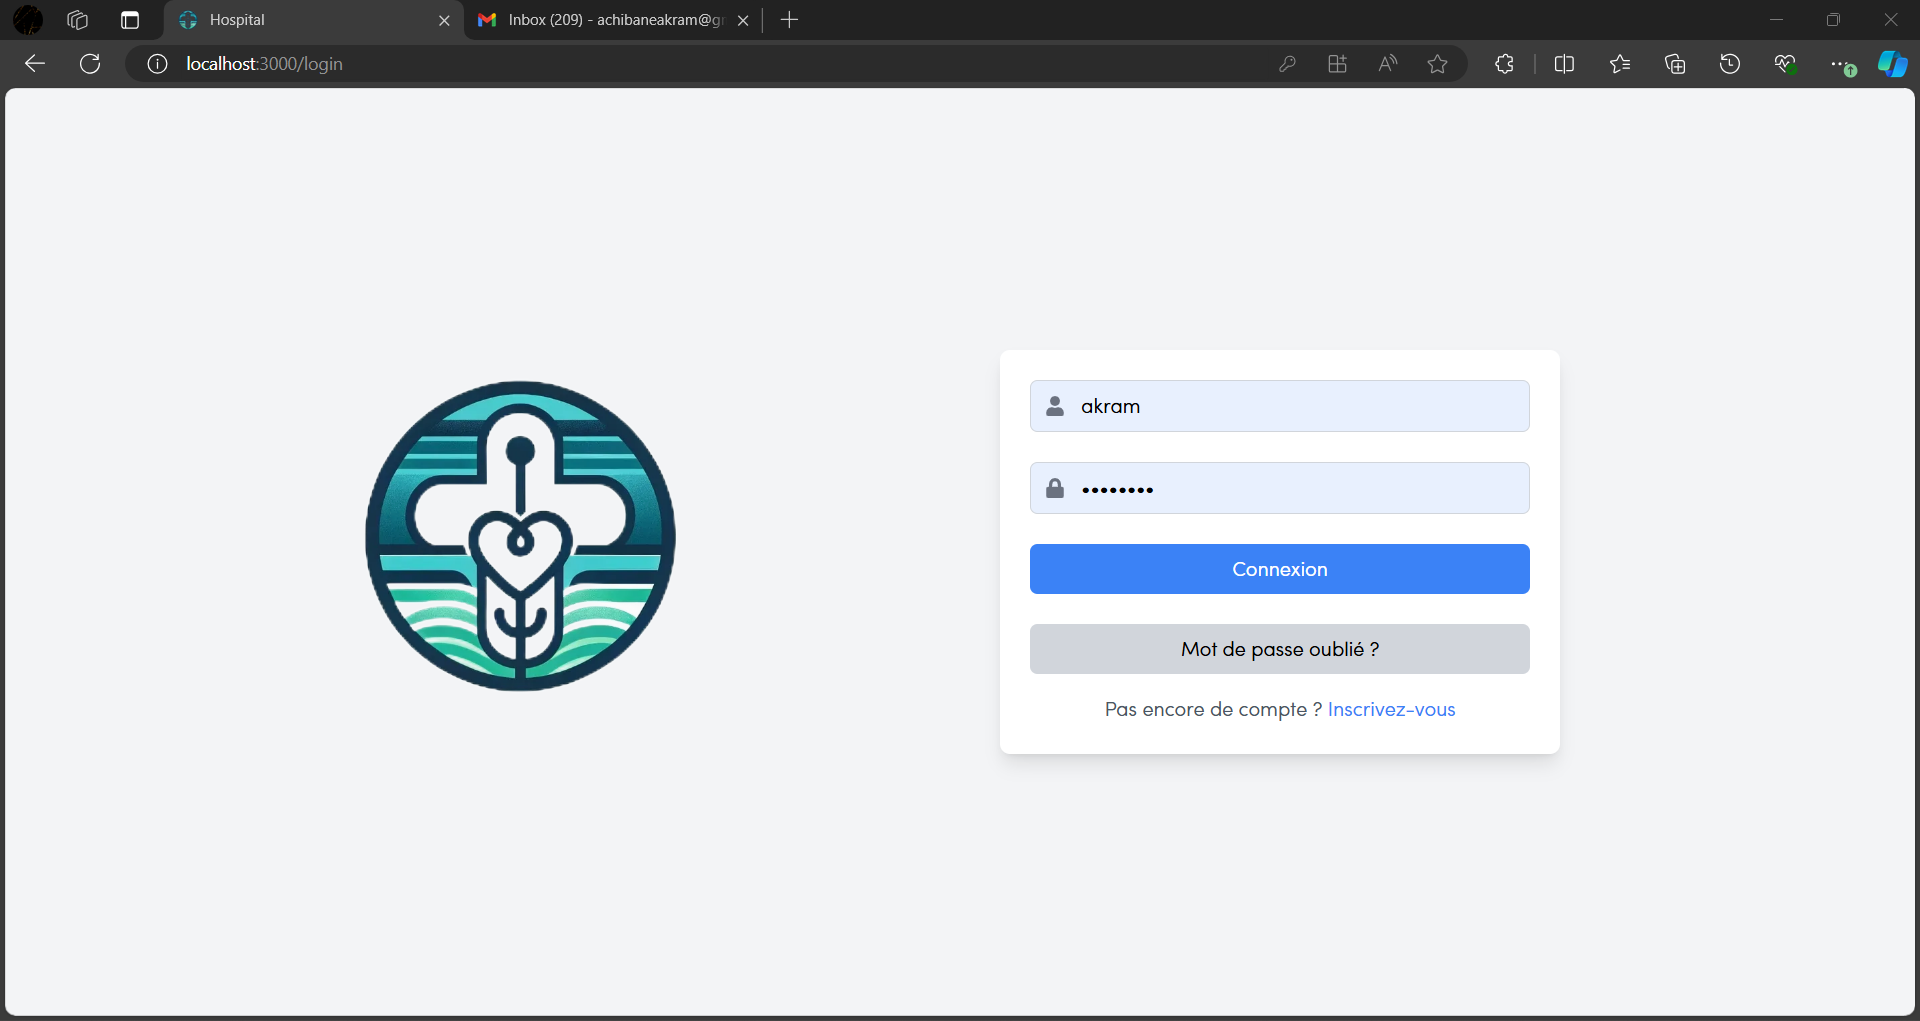 Hospital
Inbox (209) - achibaneakram@g
localhost:3000/login
akram
••••••••
Connexion
Mot de passe oublié ?
Pas encore de compte ? Inscrivez-vous